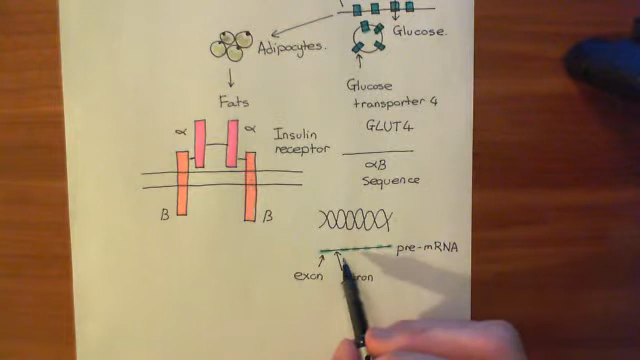 Adipocytes.
Glucose.
Glucose
transporter 4
GLUT4
Fats
α
α
Insulin
receptor
αB
Sequence
B
B
pre-mRNA
exon